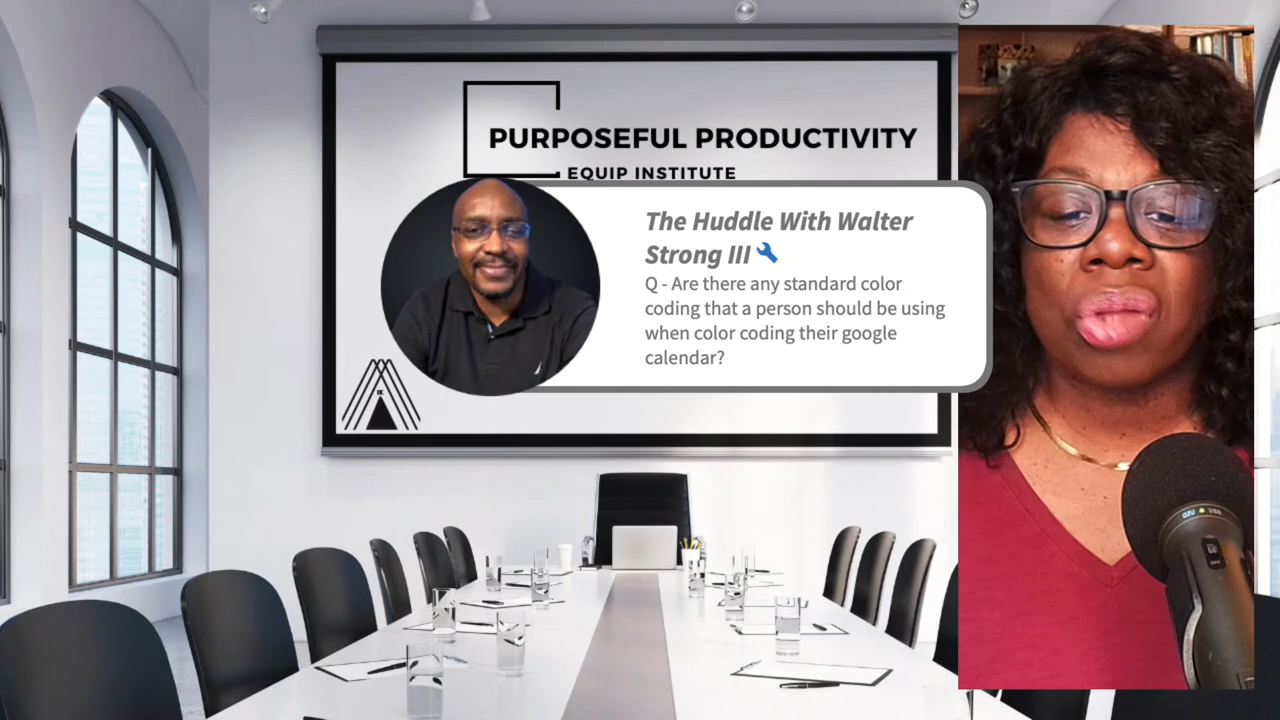 PURPOSEFUL PRODUCTIVITY
EQUIP INSTITUTE
The Huddle With Walter
Strong III
Q - Are there any standard color
coding that a person should be using
when color coding their google
calendar?